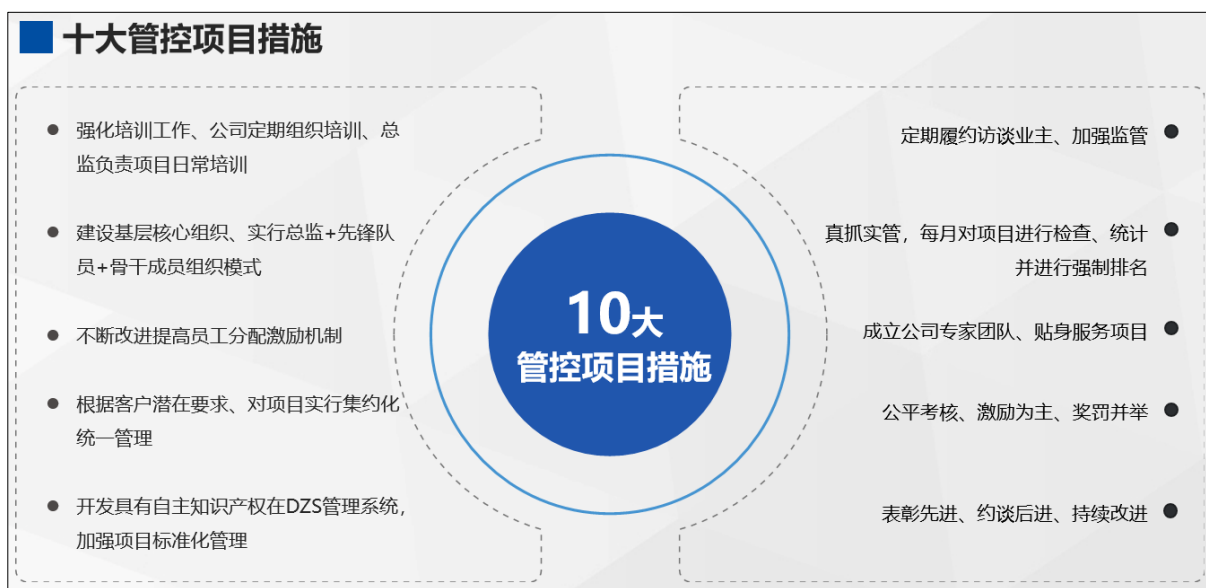 十大管控项目措施
强化培训工作、公司定期组织培训、总
监负责项目日常培训
建设基层核心组织、实行总监+先锋队
员+骨干成员组织模式
不断改进提高员工分配激励机制
根据客户潜在要求、对项目实行集约化
统一管理
开发具有自主知识产权在DZS管理系统，
加强项目标准化管理
10大
管控项目措施
定期履约访谈业主、加强监管
真抓实管，每月对项目进行检查、统计
并进行强制排名
成立公司专家团队、贴身服务项目
公平考核、激励为主、奖罚并举
表彰先进、约谈后进、持续改进